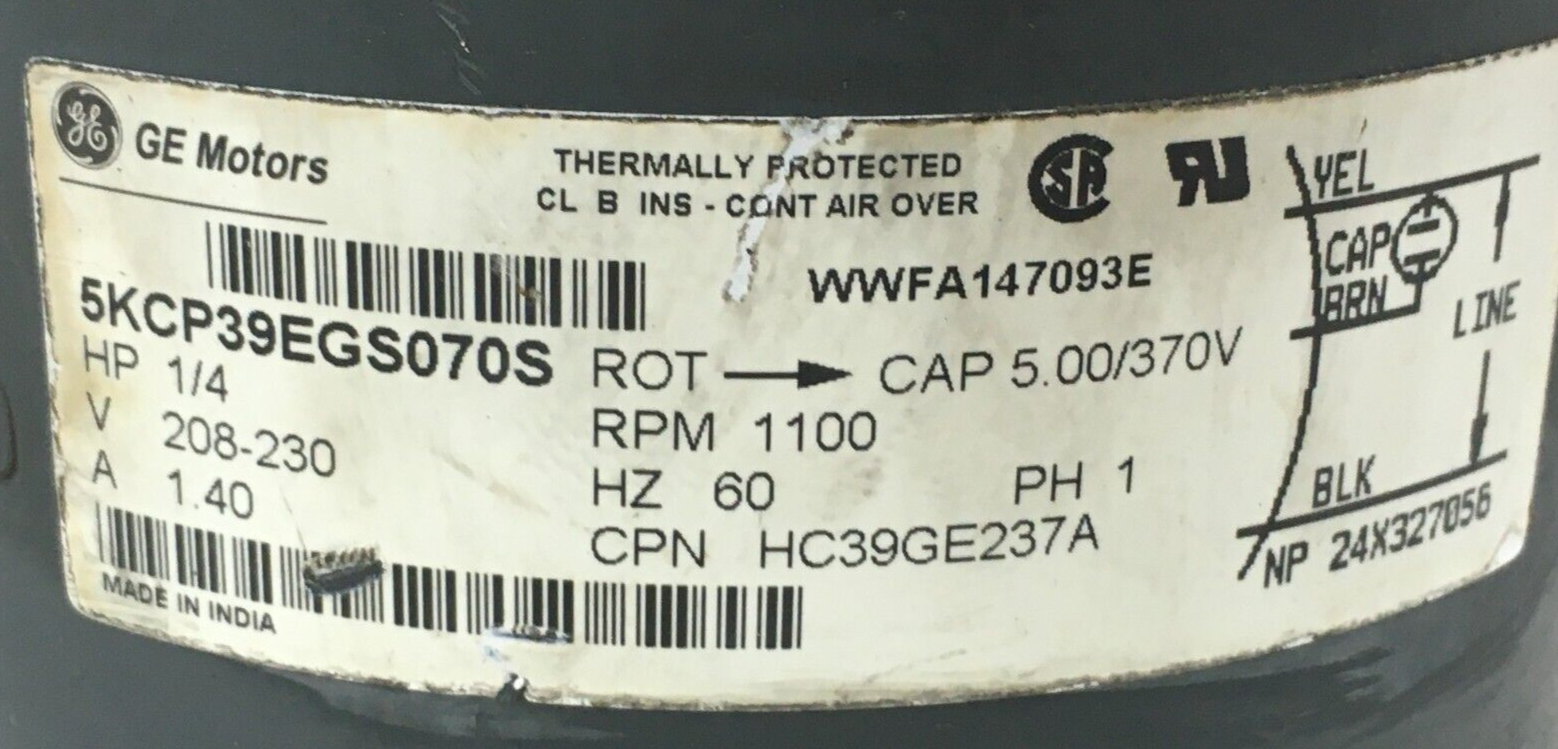 GE Motors
THERMALLY PROTECTED
CL B INS - CONT AIR OVER
WWFA147093E
5KCP39EGS070S
HP 1/4
V 208-230
A 1.40
ROT CAP 5.00/370V
RPM 1100
HZ 60 PH 1
CPN HC39GE237A
MADE IN INDIA
YEL
CAP
BRN
LINE
BLK
NP 24X327056